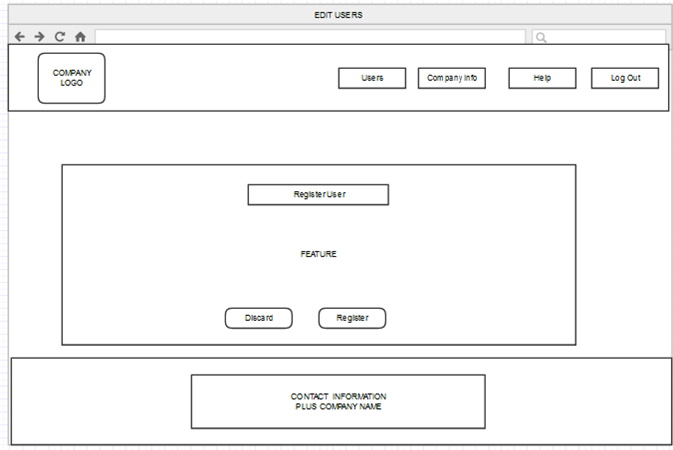 EDIT USERS
COMPANY
LOGO
Users
Company Info
Help
Log Out
Register User
FEATURE
Discard
Register
CONTACT INFORMATION
PLUS COMPANY NAME